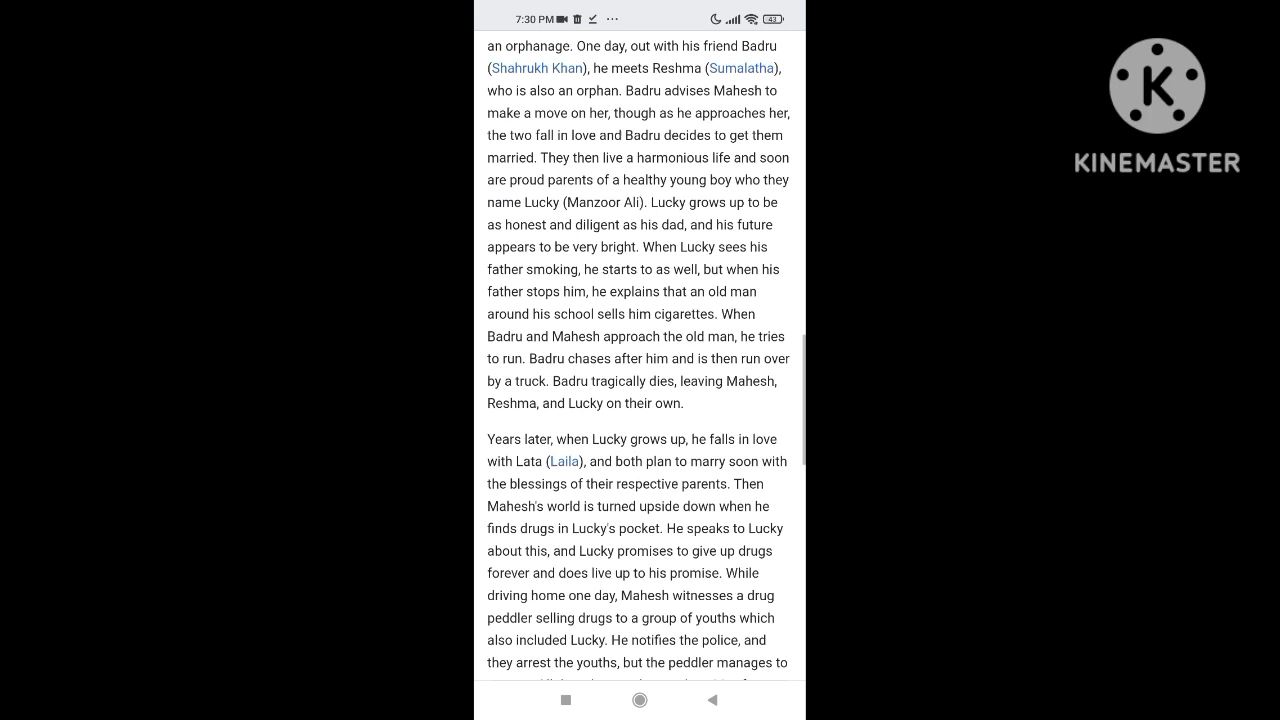 7:30 PM
43
an orphanage. One day, out with his friend Badru
(Shahrukh Khan), he meets Reshma (Sumalatha),
who is also an orphan. Badru advises Mahesh to
make a move on her, though as he approaches her,
the two fall in love and Badru decides to get them
married. They then live a harmonious life and soon
are proud parents of a healthy young boy who they
name Lucky (Manzoor Ali). Lucky grows up to be
as honest and diligent as his dad, and his future
appears to be very bright. When Lucky sees his
father smoking, he starts to as well, but when his
father stops him, he explains that an old man
around his school sells him cigarettes. When
Badru and Mahesh approach the old man, he tries
to run. Badru chases after him and is then run over
by a truck. Badru tragically dies, leaving Mahesh,
Reshma, and Lucky on their own.
Years later, when Lucky grows up, he falls in love
with Lata (Laila), and both plan to marry soon with
the blessings of their respective parents. Then
Mahesh's world is turned upside down when he
finds drugs in Lucky's pocket. He speaks to Lucky
about this, and Lucky promises to give up drugs
forever and does live up to his promise. While
driving home one day, Mahesh witnesses a drug
peddler selling drugs to a group of youths which
also included Lucky. He notifies the police, and
they arrest the youths, but the peddler manages to
K
KINEMASTER